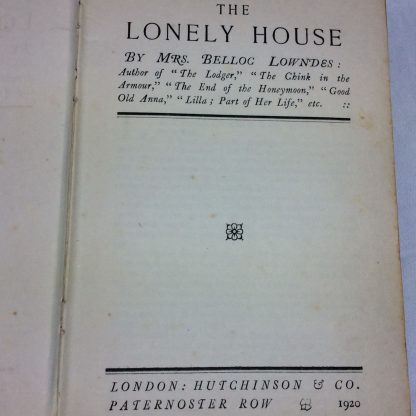 THE
LONELY HOUSE
BY MRS. BELLOC LOWNDES :
Author of "The Lodger," "The Chink in the
Armour," "The End of the Honeymoon," "Good
Old Anna," "Lilla; Part of Her Life," etc. ::
LONDON: HUTCHINSON & CO.
PATERNOSTER ROW 1920